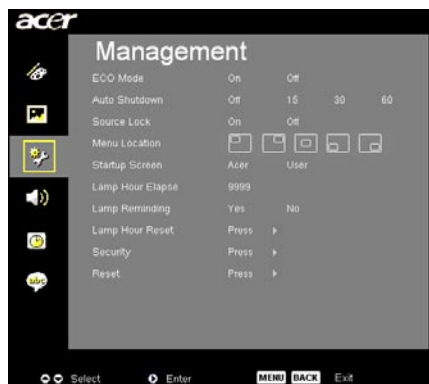 acer
Management
ECO Mode On Off
Auto Shutdown Off 15 30 60
Source Lock On Off
Menu Location
Startup Screen Acer User
Lamp Hour Elapse 9999
Lamp Reminding Yes No
Lamp Hour Reset Press
Security Press
abc
Reset Press
Select Enter MENU BACK Exit